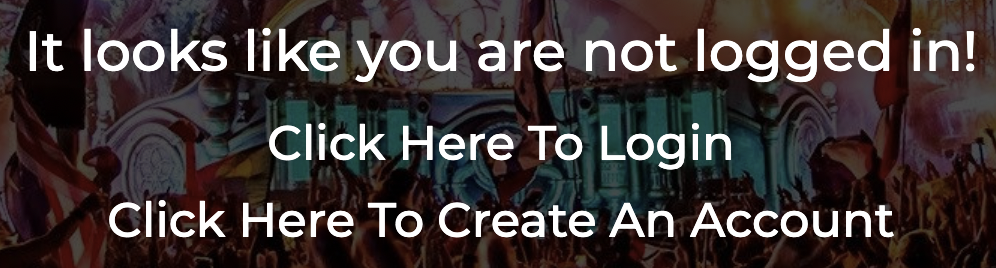 It looks like you are not logged in!
Click Here To Login
Click Here To Create An Account